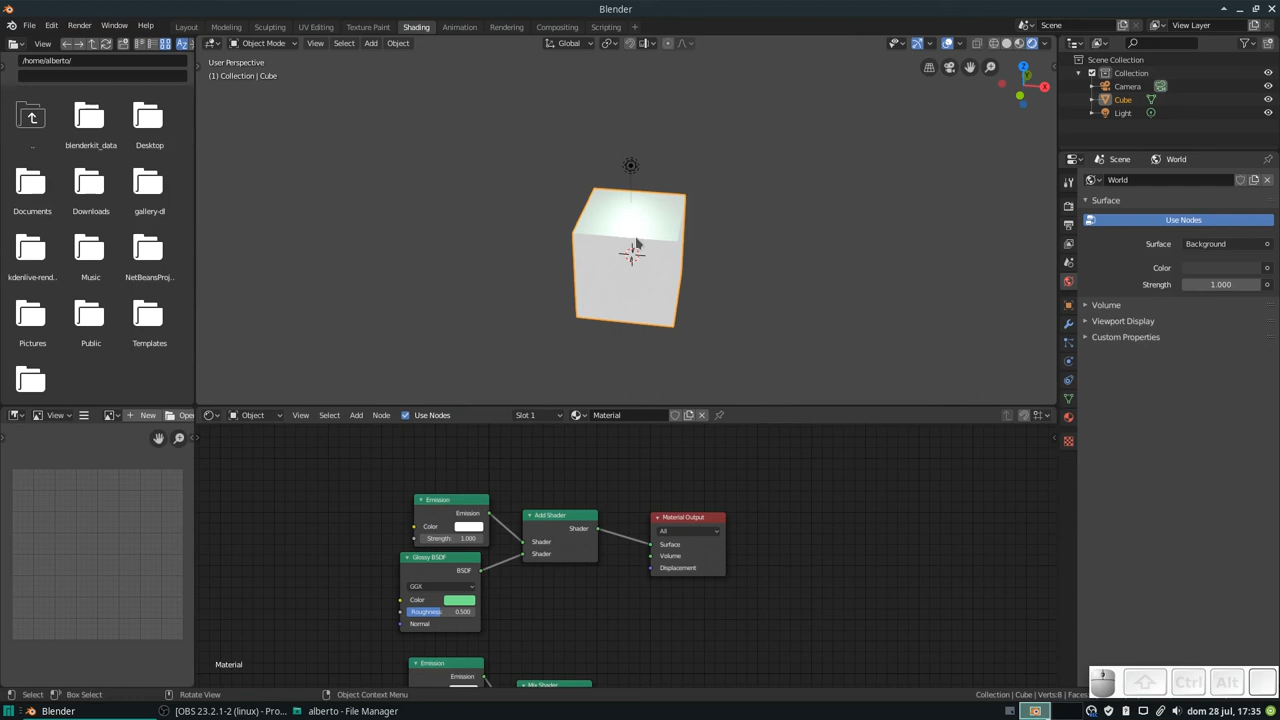 Blender
File Edit Render Window Help
Layout Modeling Sculpting UV Editing Texture Paint Shading Animation Rendering Compositing Scripting
Scene
View Layer
View
Object Mode View Select Add Object
Global
/home/alberto/
User Perspective
(1) Collection | Cube
Z
X
Scene Collection
Collection
Camera
Cube
Light
..
blenderkit_data
Desktop
Documents
Downloads
gallery-dl
kdenlive-rend..
Music
NetBeansProj..
Pictures
Public
Templates
Scene World
World
Surface
Use Nodes
Surface Background
Color
Strength 1.000
Volume
Viewport Display
Custom Properties
View New Open
Object View Select Add Node Use Nodes Slot 1 Material
Emission
Emission
Color
Strength: 1.000
Glossy BSDF
BSDF
GGX
Color
Roughness: 0.500
Normal
Add Shader
Shader
Shader
Shader
Material Output
All
Surface
Volume
Displacement
Emission
Emission
Mix Shader
Material
Ctrl Alt
Select Box Select Rotate View Object Context Menu
Collection | Cube | Verts:8 | Faces
Blender [OBS 23.2.1-2 (linux) - Pro... alberto - File Manager dom 28 jul, 17:35